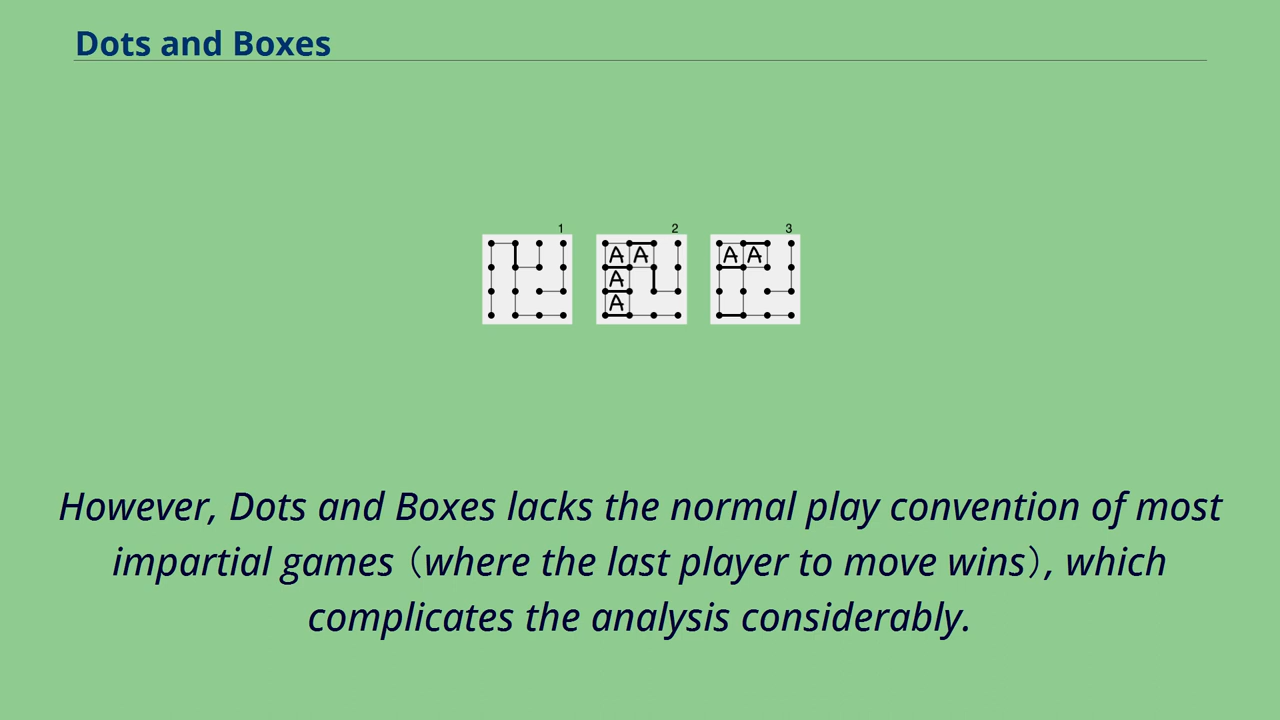 Dots and Boxes
1 2 3
A A A A
A
A
However, Dots and Boxes lacks the normal play convention of most
impartial games（where the last player to move wins）, which
complicates the analysis considerably.